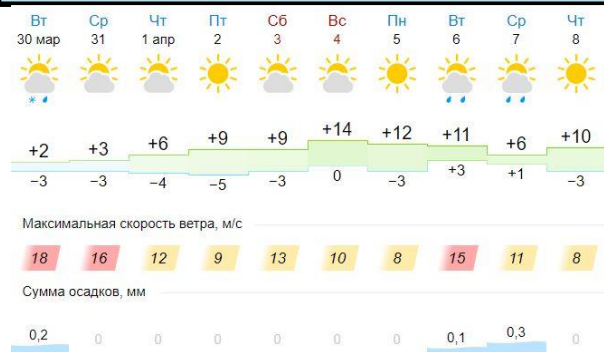 Вт Ср Чт Пт Сб Вс Пн Вт Ср Чт
30 мар 31 1 апр 2 3 4 5 6 7 8
+2 +3 +6 +9 +9 +14 +12 +11 +6 +10
−3 −3 −4 −5 −3 0 −3 +3 +1 −3
Максимальная скорость ветра, м/с
18 16 12 9 13 10 8 15 11 8
Сумма осадков, мм
0,2 0 0 0 0 0 0 0,1 0,3 0